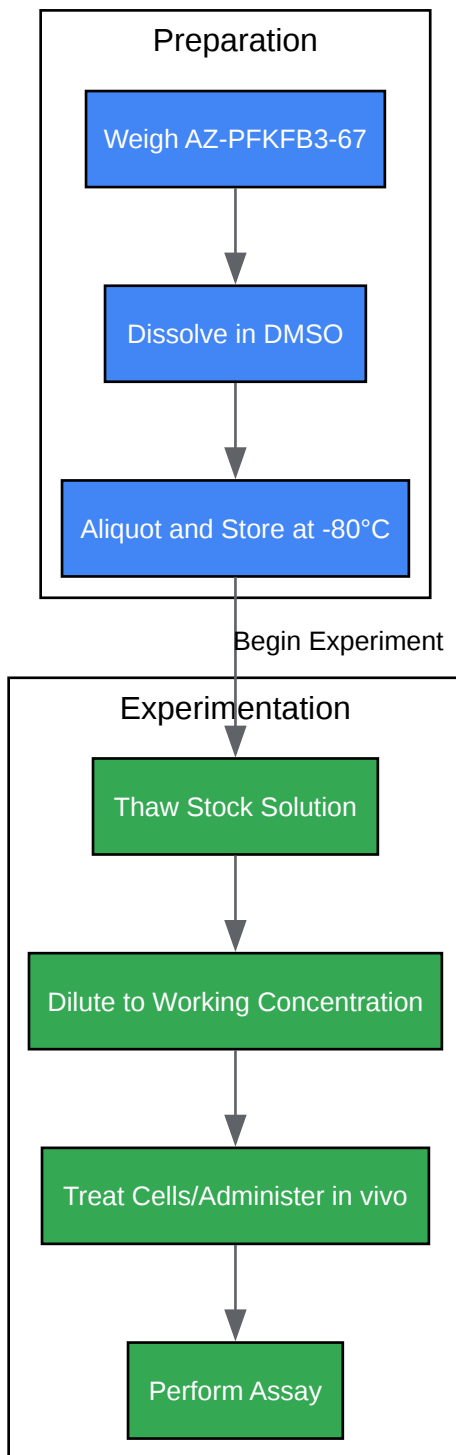 Preparation
Weigh AZ-PFKFB3-67
Dissolve in DMSO
Aliquot and Store at -80°C
Begin Experiment
Experimentation
Thaw Stock Solution
Dilute to Working Concentration
Treat Cells/Administer in vivo
Perform Assay